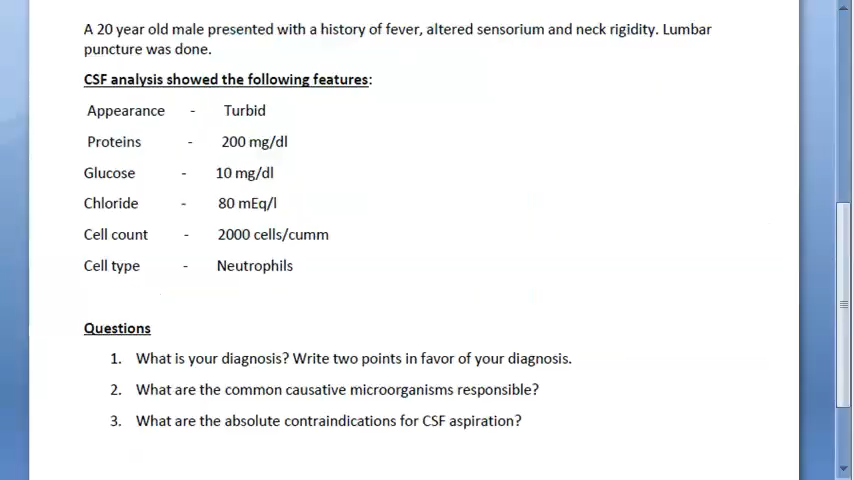 A 20 year old male presented with a history of fever, altered sensorium and neck rigidity. Lumbar
puncture was done.
CSF analysis showed the following features:
Appearance - Turbid
Proteins - 200 mg/dl
Glucose - 10 mg/dl
Chloride - 80 mEq/l
Cell count - 2000 cells/cumm
Cell type - Neutrophils
Questions
1. What is your diagnosis? Write two points in favor of your diagnosis.
2. What are the common causative microorganisms responsible?
3. What are the absolute contraindications for CSF aspiration?